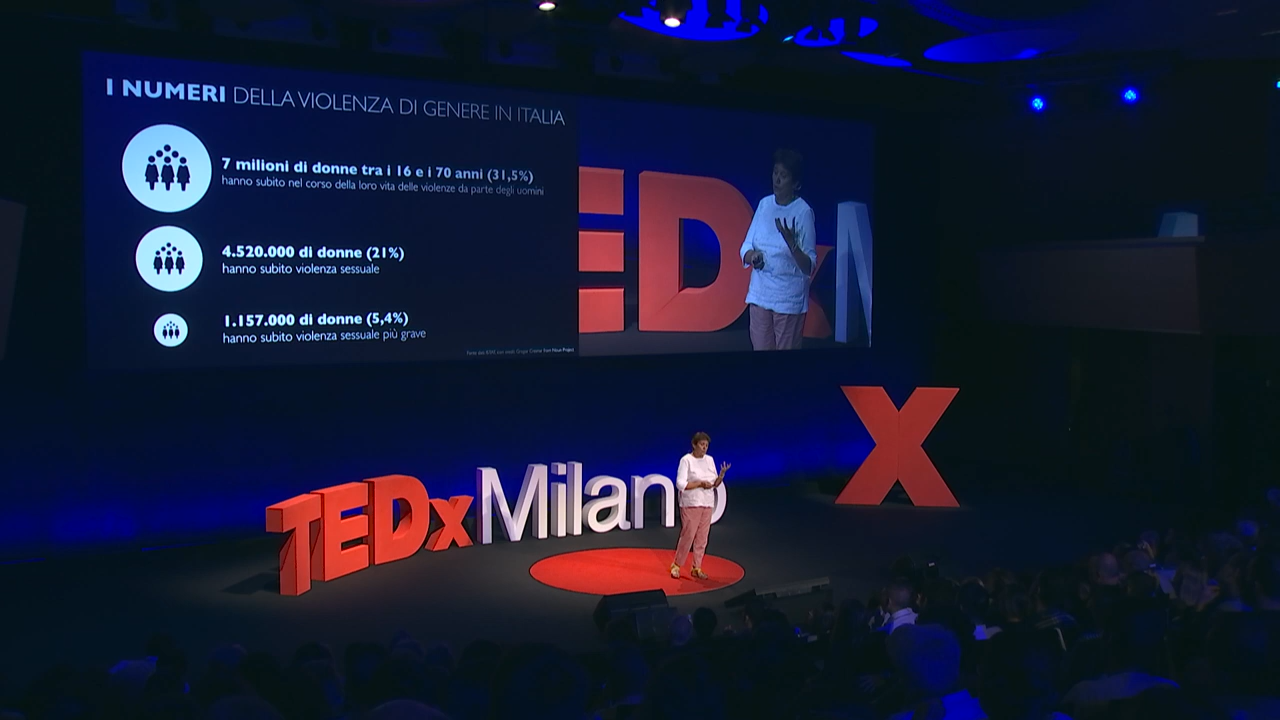 I NUMERI DELLA VIOLENZA DI GENERE IN ITALIA
7 milioni di donne tra i 16 e i 70 anni (31,5%)
hanno subito nel corso della loro vita delle violenze da parte degli uomini
4.520.000 di donne (21%)
hanno subito violenza sessuale
1.157.000 di donne (5,4%)
hanno subito violenza sessuale più grave
EDx M
TEDxMilano
X